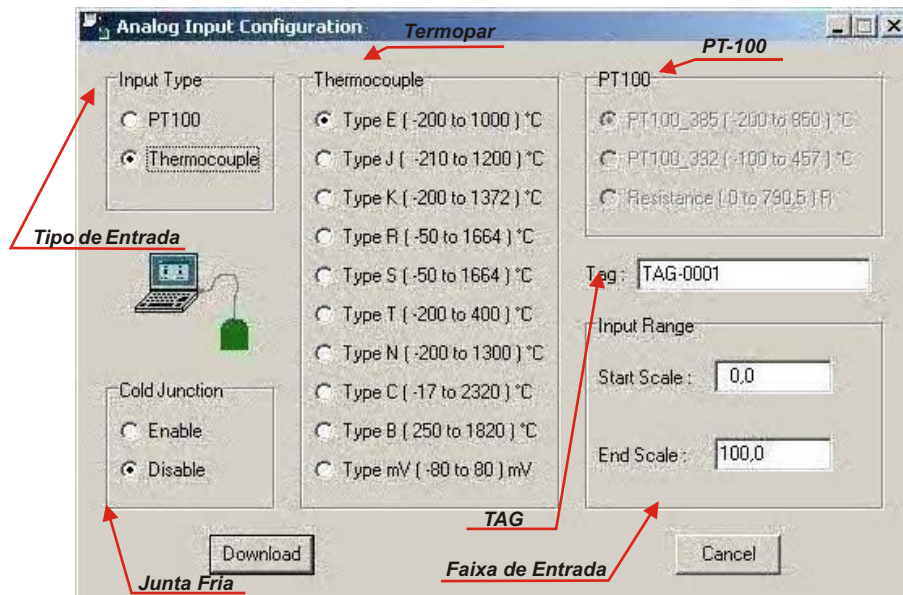 Analog Input Configuration
Termopar
PT-100
Input Type
PT100
Thermocouple
Tipo de Entrada
Thermocouple
Type E ( -200 to 1000 ) °C
Type J ( -210 to 1200 ) °C
Type K ( -200 to 1372 ) °C
Type R ( -50 to 1664 ) °C
Type S ( -50 to 1664 ) °C
Type T ( -200 to 400 ) °C
Type N ( -200 to 1300 ) °C
Type C ( -17 to 2320 ) °C
Type B ( 250 to 1820 ) °C
Type mV ( -80 to 80 ) mV
PT100
PT100_385 ( -200 to 850 ) °C
PT100_392 ( -100 to 457 ) °C
Resistance ( 0 to 790,5 ) R
Tag : TAG-0001
Input Range
Start Scale : 0,0
End Scale : 100,0
Cold Junction
Enable
Disable
TAG
Download
Junta Fria
Faixa de Entrada
Cancel